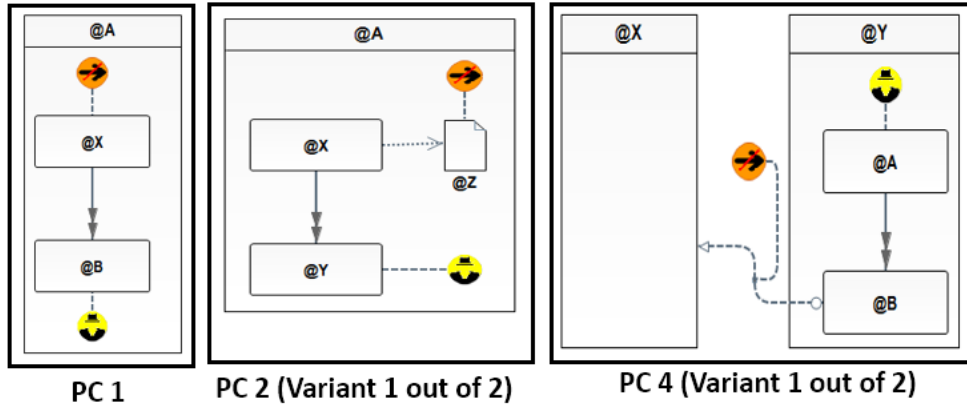 @A
@X
@B
PC 1
@A
@X
@Z
@Y
PC 2 (Variant 1 out of 2)
@X
@Y
@A
@B
PC 4 (Variant 1 out of 2)